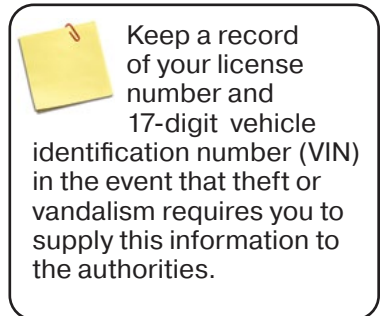 Keep a record
of your license
number and
17-digit vehicle
identification number (VIN)
in the event that theft or
vandalism requires you to
supply this information to
the authorities.